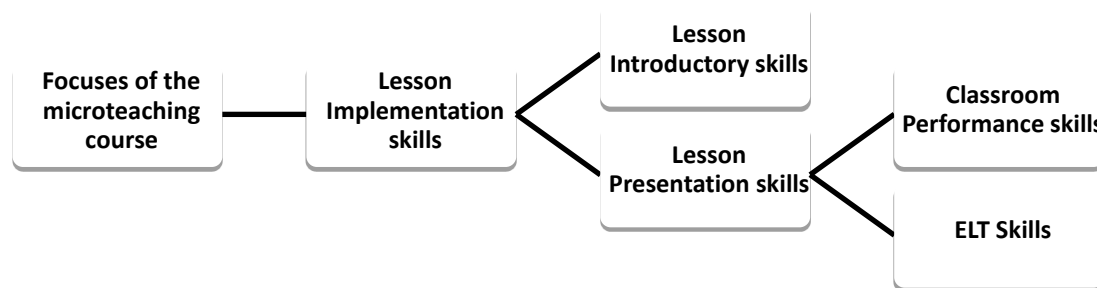 Focuses of the
microteaching
course
Lesson
Implementation
skills
Lesson
Introductory skills
Lesson
Presentation skills
Classroom
Performance skills
ELT Skills